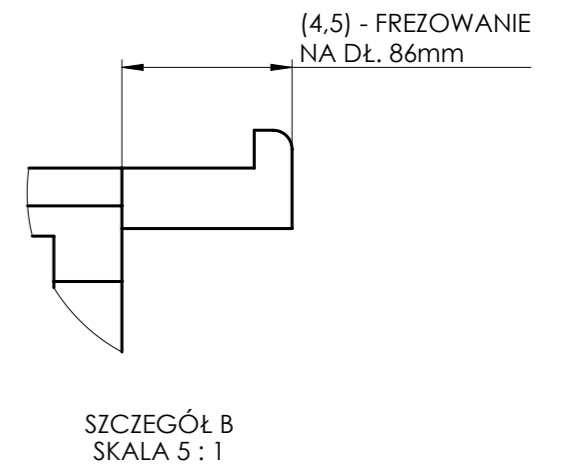 (4,5) - FREZOWANIE
NA DŁ. 86mm
SZCZEGÓŁ B
SKALA 5 : 1